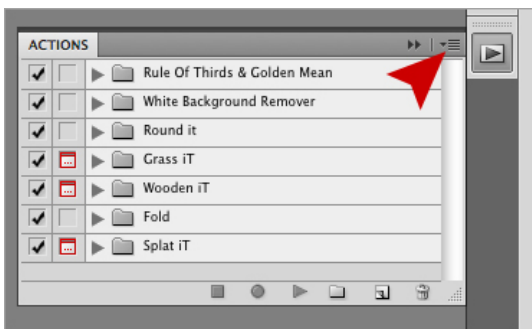 ACTIONS
Rule Of Thirds & Golden Mean
White Background Remover
Round it
Grass iT
Wooden iT
Fold
Splat iT